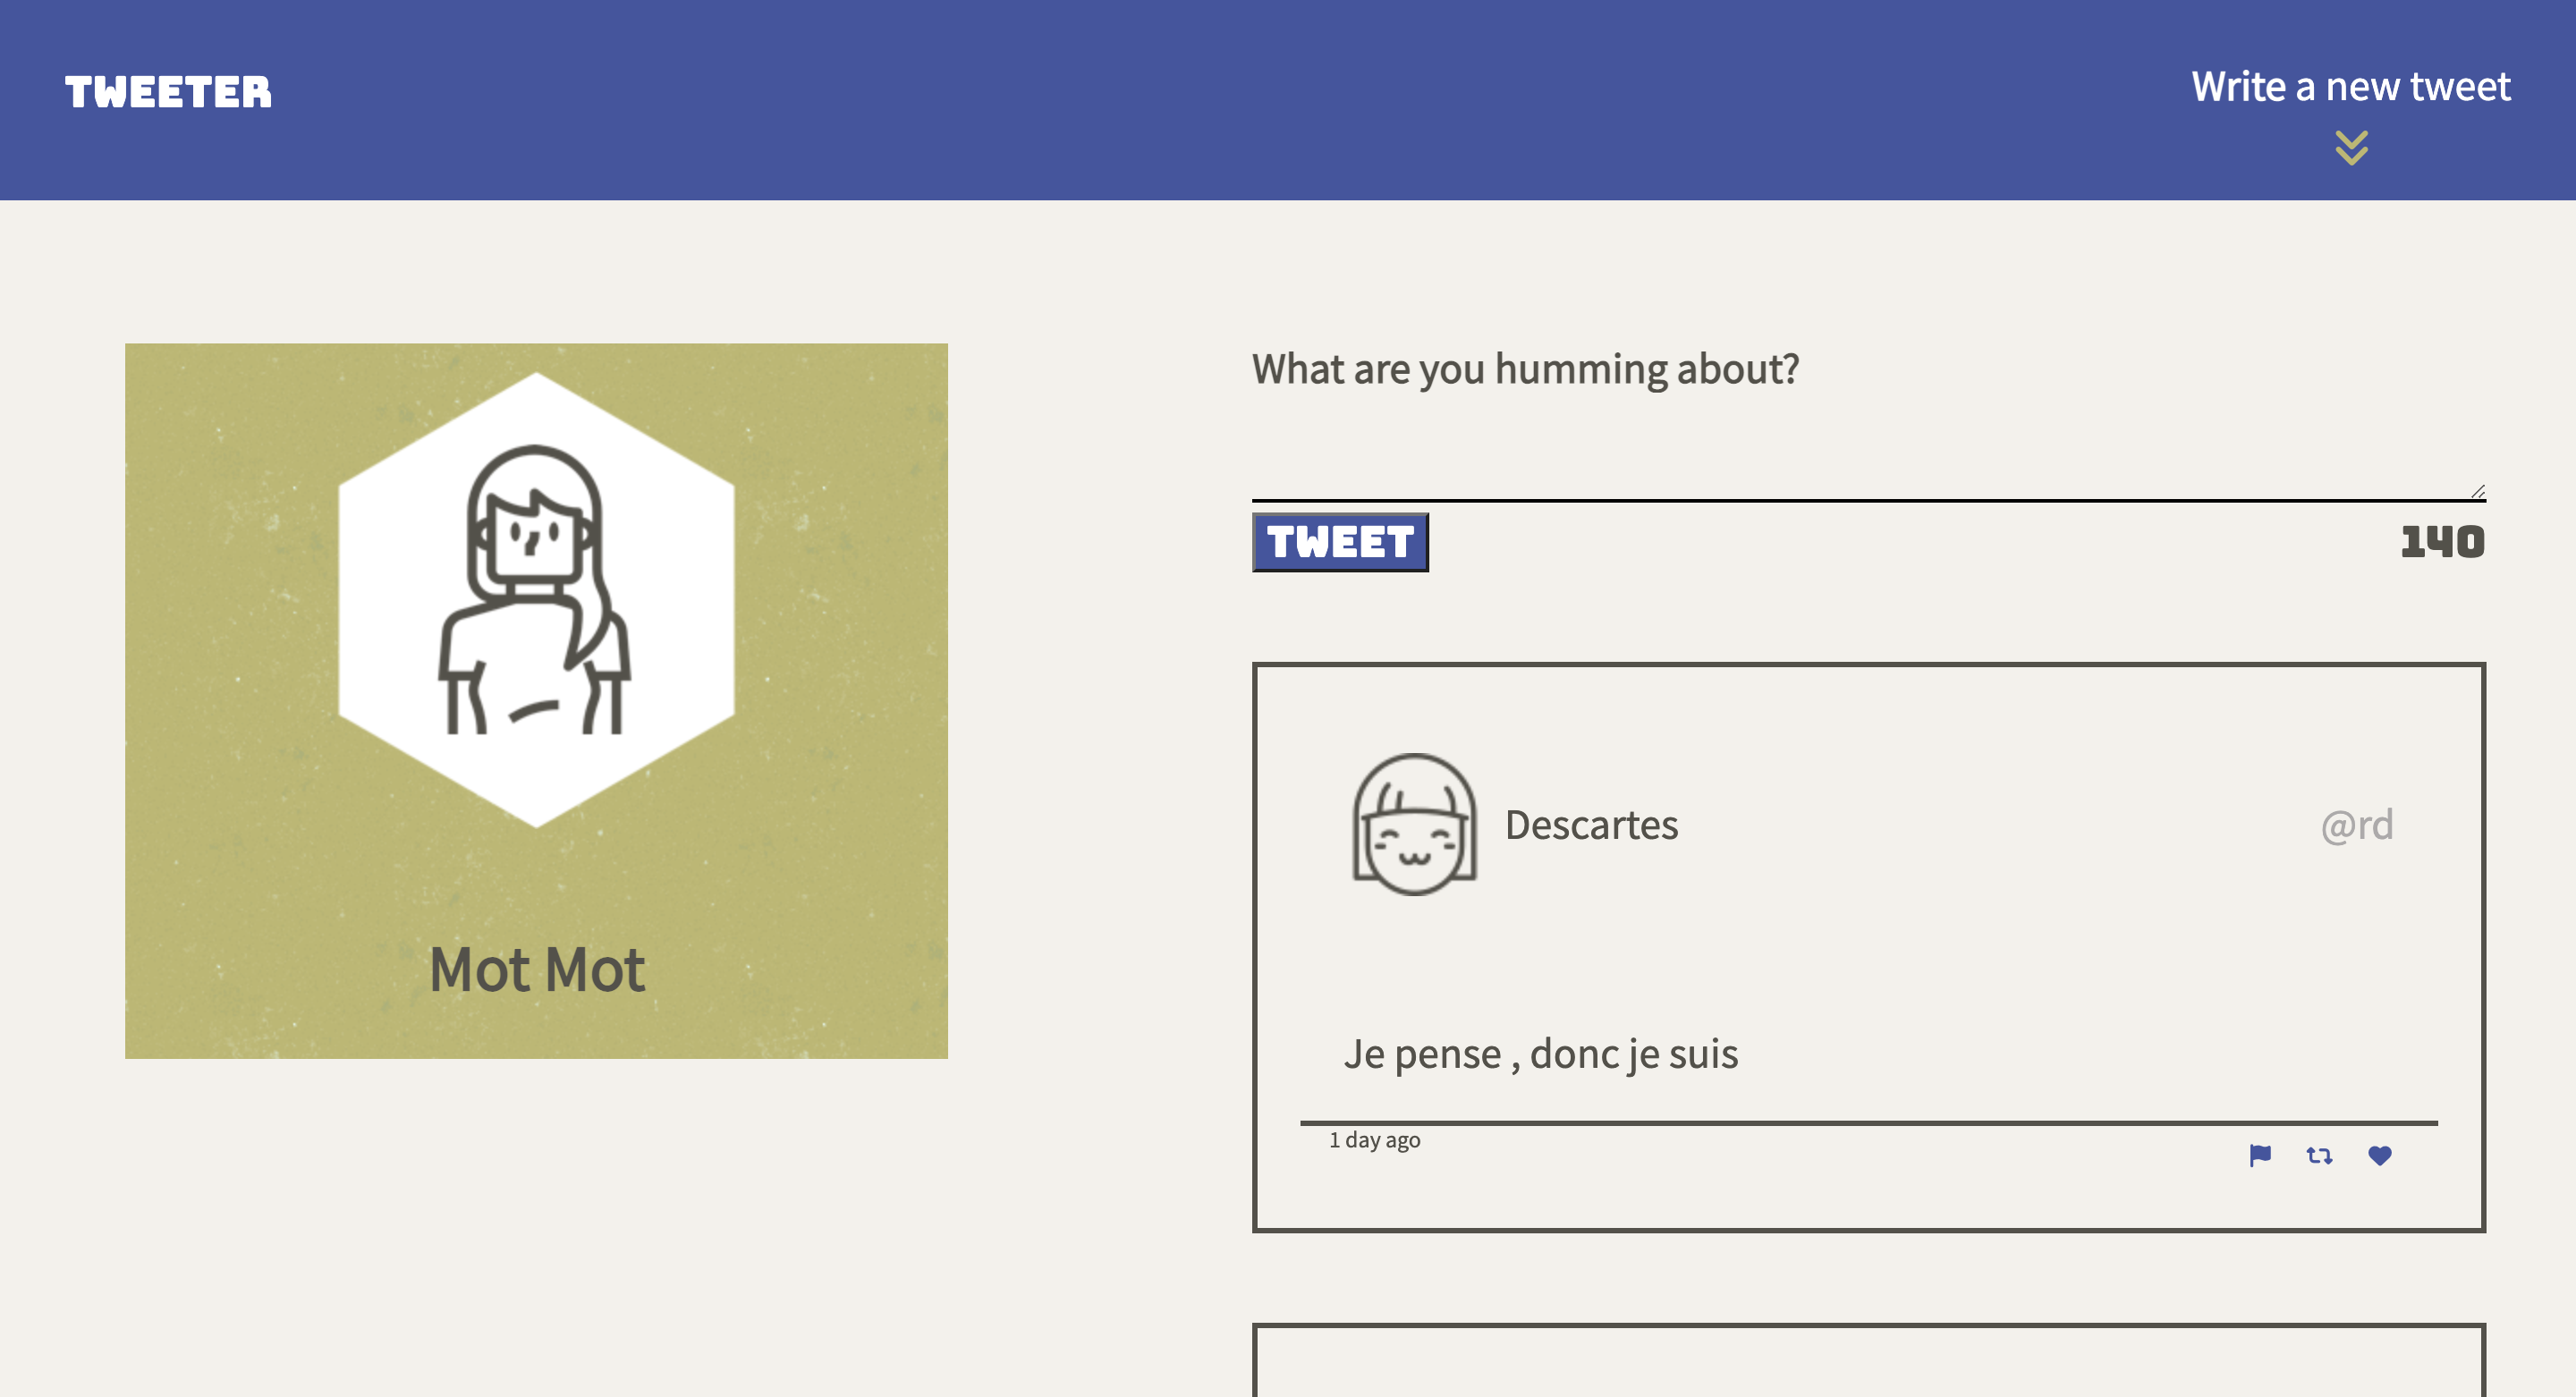 TWEETER
Write a new tweet
Mot Mot
What are you humming about?
TWEET
140
Descartes
@rd
Je pense , donc je suis
1 day ago